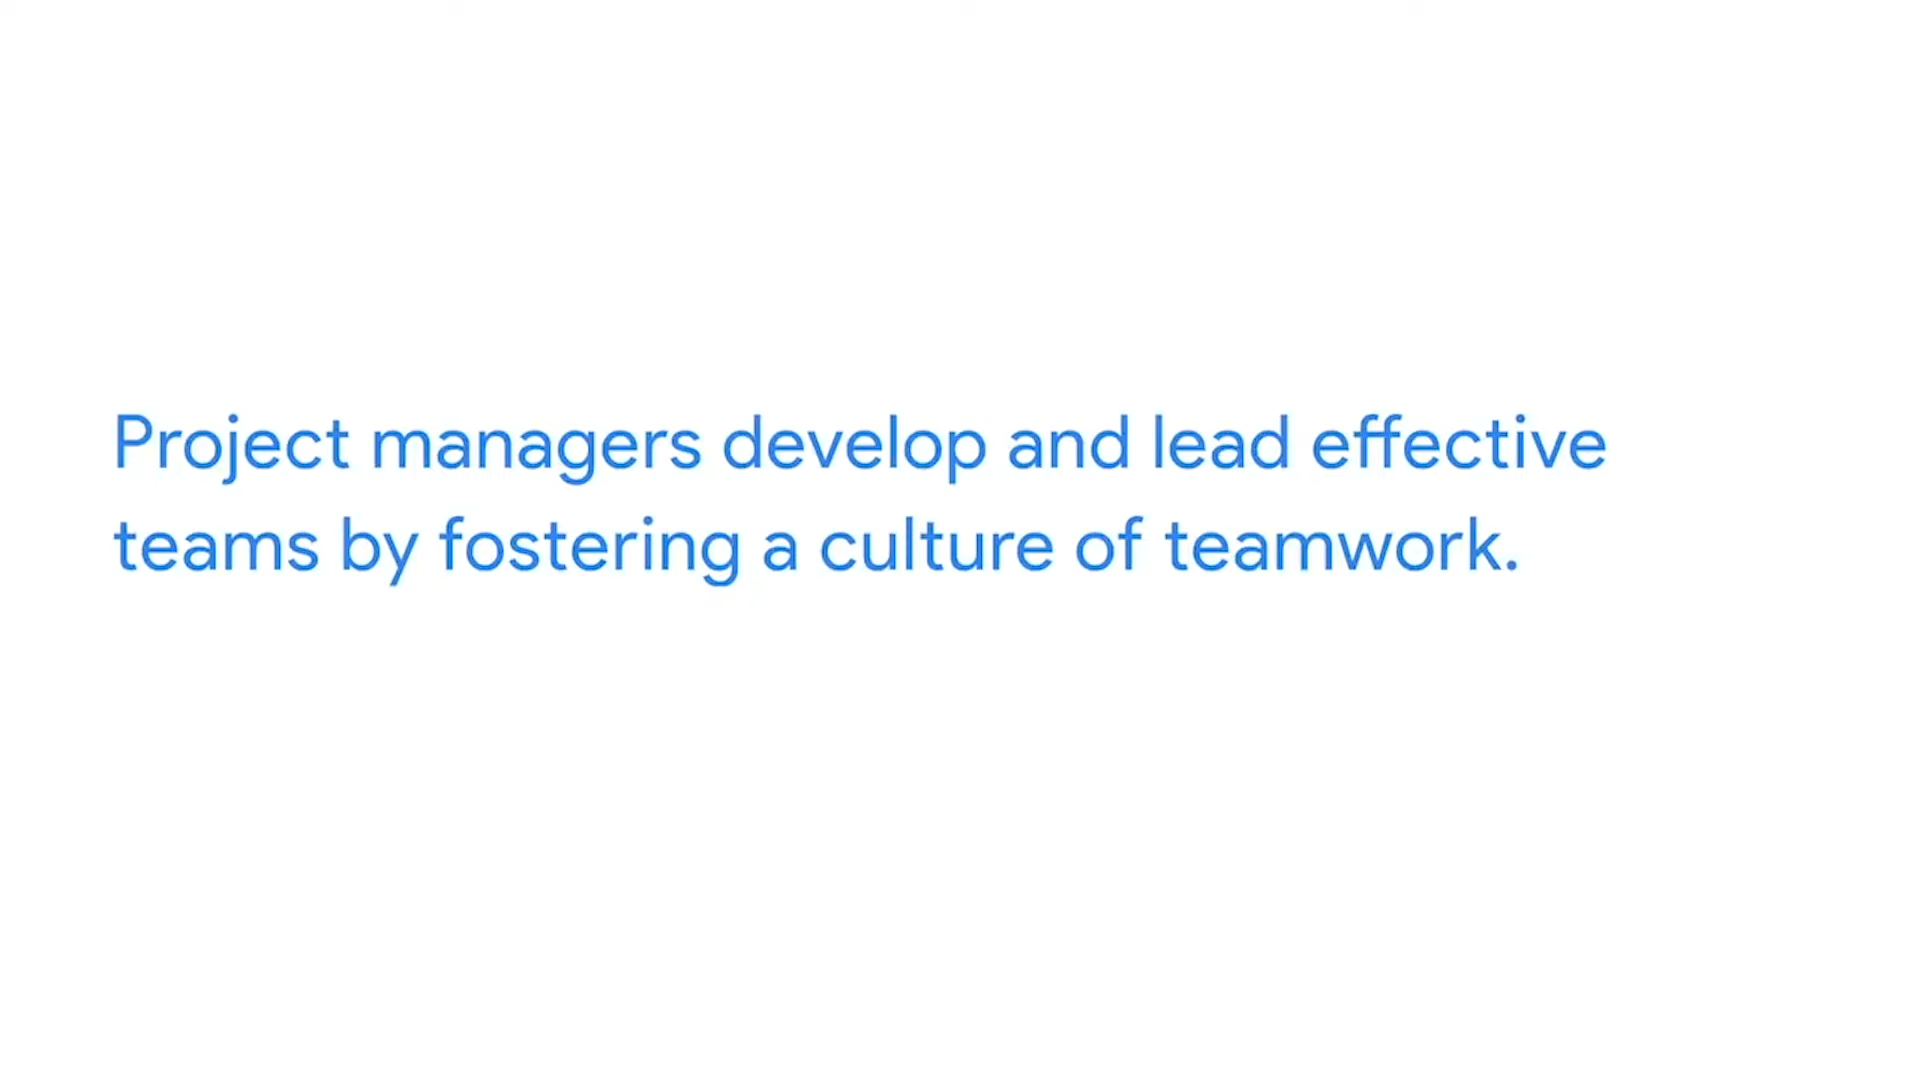 Project managers develop and lead effective
teams by fostering a culture of teamwork.